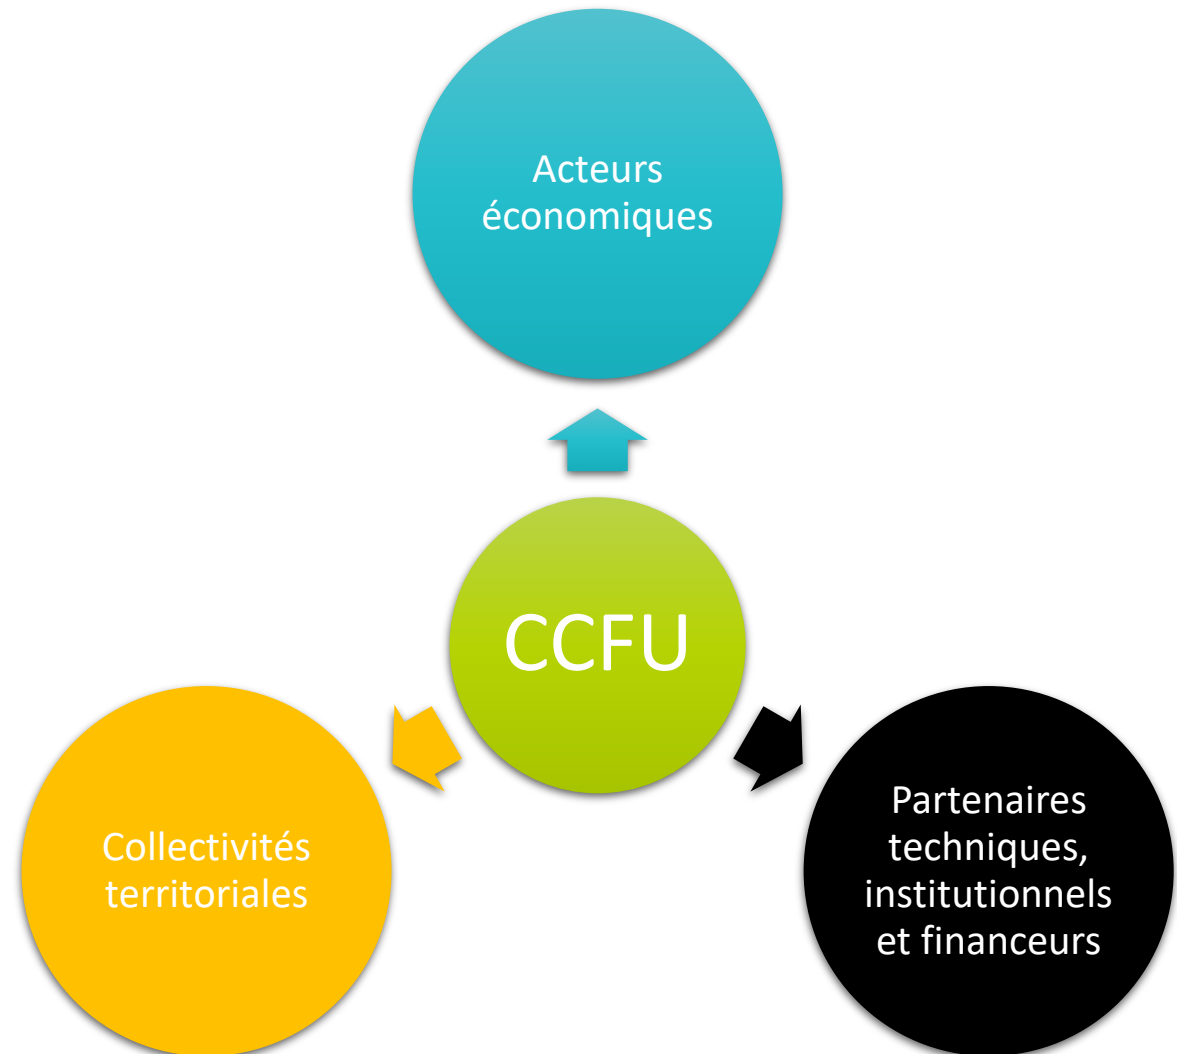 Acteurs
économiques
CCFU
Collectivités
territoriales
Partenaires
techniques,
institutionnels
et financeurs